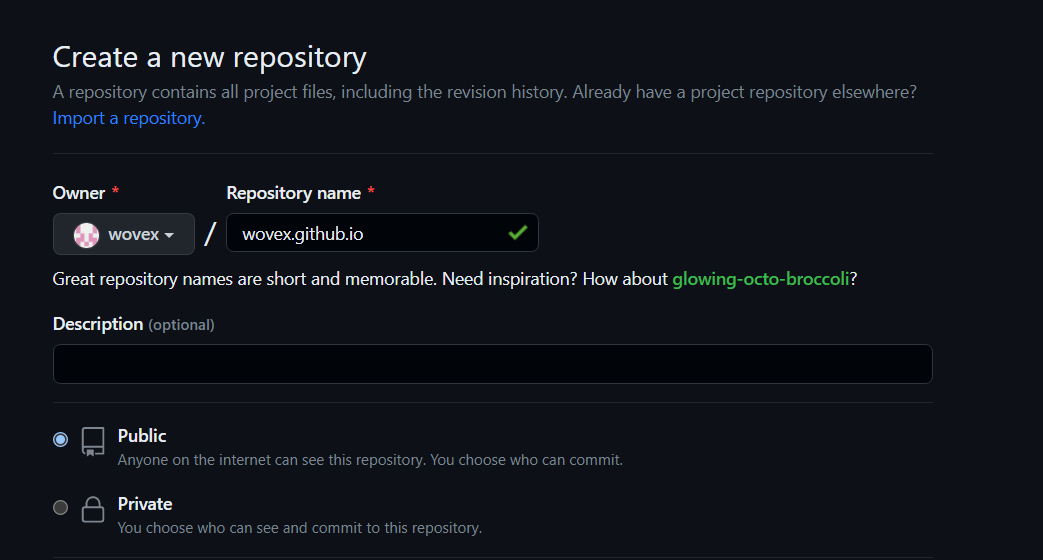 Create a new repository
A repository contains all project files, including the revision history. Already have a project repository elsewhere?
Import a repository.
Owner * Repository name *
wovex / wovex.github.io
Great repository names are short and memorable. Need inspiration? How about glowing-octo-broccoli?
Description (optional)
Public
Anyone on the internet can see this repository. You choose who can commit.
Private
You choose who can see and commit to this repository.